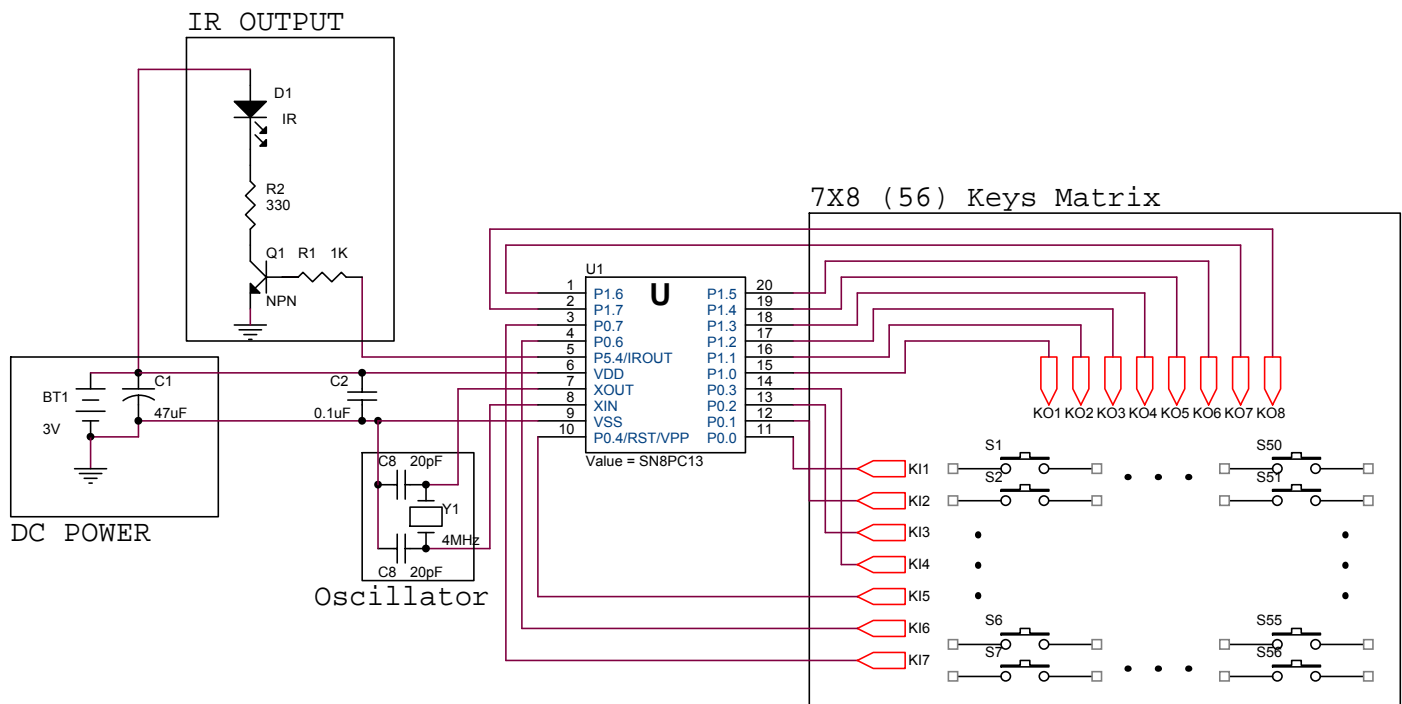 IR OUTPUT
D1
IR
R2
330
Q1
R1 1K
NPN
DC POWER
BT1
3V
C1
47uF
C2
0.1uF
C8 20pF
Y1
4MHz
C8 20pF
Oscillator
U1
U
1 P1.6
2 P1.7
3 P0.7
4 P0.6
5 P5.4/IROUT
6 VDD
7 XOUT
8 XIN
9 VSS
10 P0.4/RST/VPP
P1.5 20
P1.4 19
P1.3 18
P1.2 17
P1.1 16
P1.0 15
P0.3 14
P0.2 13
P0.1 12
P0.0 11
Value = SN8PC13
7X8 (56) Keys Matrix
KO1 KO2 KO3 KO4 KO5 KO6 KO7 KO8
KI1
KI2
KI3
KI4
KI5
KI6
KI7
S1
S50
S2
S51
S6
S55
S7
S56